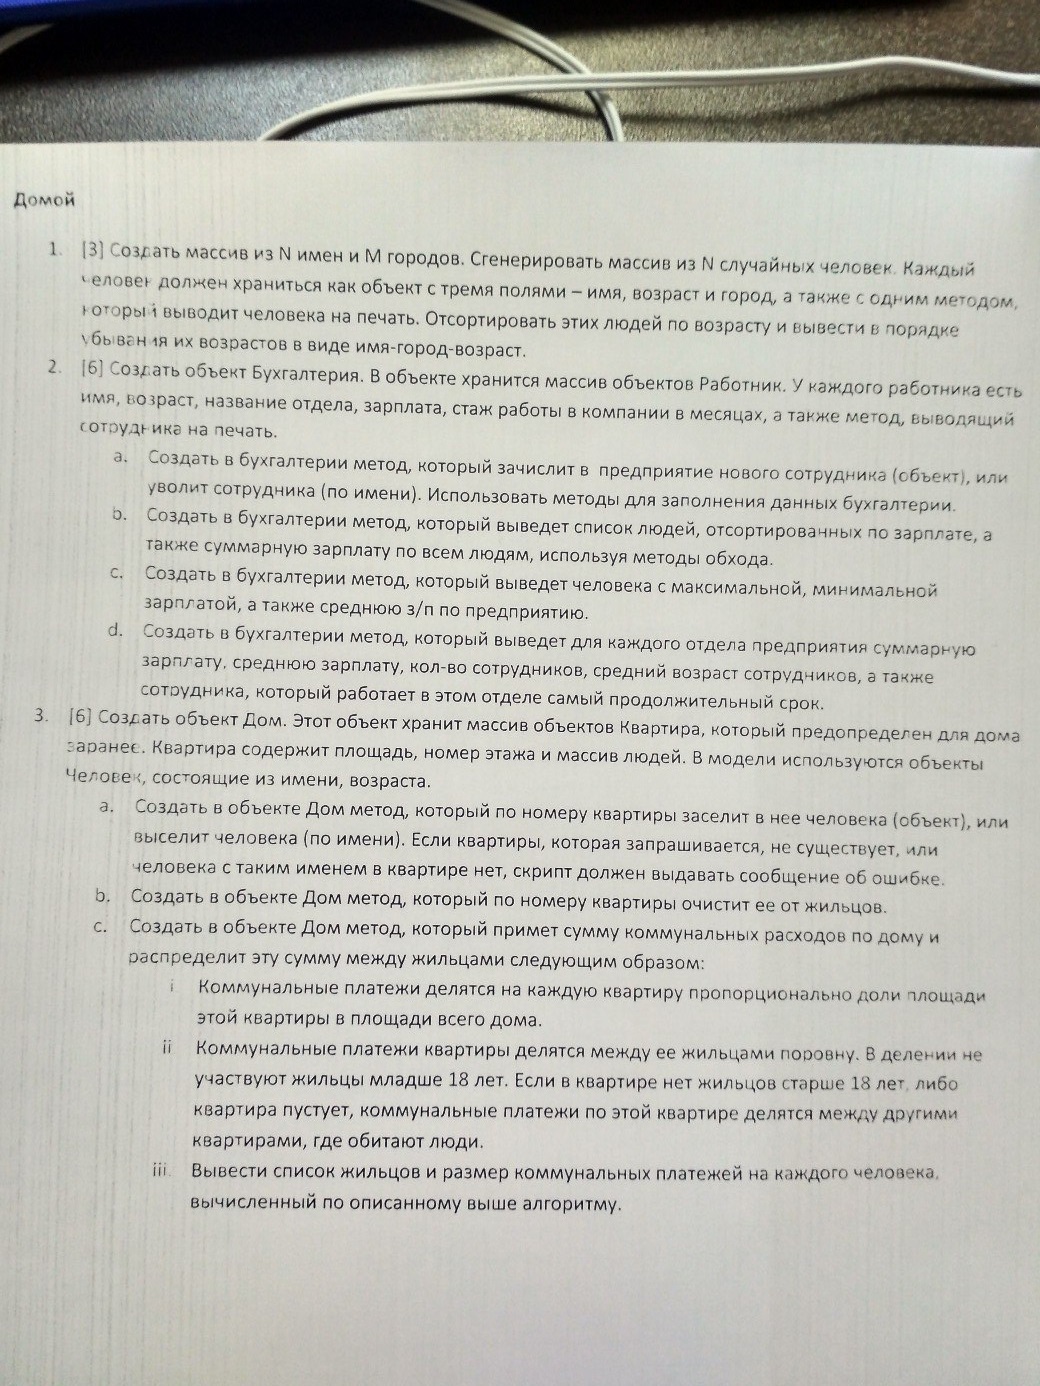 Домой
1. [3] Создать массив из N имен и M городов. Сгенерировать массив из N случайных человек. Каждый
человек должен храниться как объект с тремя полями – имя, возраст и город, а также с одним методом,
который выводит человека на печать. Отсортировать этих людей по возрасту и вывести в порядке
убывания их возрастов в виде имя-город-возраст.
2. [6] Создать объект Бухгалтерия. В объекте хранится массив объектов Работник. У каждого работника есть
имя, возраст, название отдела, зарплата, стаж работы в компании в месяцах, а также метод, выводящий
сотрудника на печать.
a. Создать в бухгалтерии метод, который зачислит в предприятие нового сотрудника (объект), или
уволит сотрудника (по имени). Использовать методы для заполнения данных бухгалтерии.
b. Создать в бухгалтерии метод, который выведет список людей, отсортированных по зарплате, а
также суммарную зарплату по всем людям, используя методы обхода.
c. Создать в бухгалтерии метод, который выведет человека с максимальной, минимальной
зарплатой, а также среднюю з/п по предприятию.
d. Создать в бухгалтерии метод, который выведет для каждого отдела предприятия суммарную
зарплату, среднюю зарплату, кол-во сотрудников, средний возраст сотрудников, а также
сотрудника, который работает в этом отделе самый продолжительный срок.
3. [6] Создать объект Дом. Этот объект хранит массив объектов Квартира, который предопределен для дома
заранее. Квартира содержит площадь, номер этажа и массив людей. В модели используются объекты
Человек, состоящие из имени, возраста.
a. Создать в объекте Дом метод, который по номеру квартиры заселит в нее человека (объект), или
выселит человека (по имени). Если квартиры, которая запрашивается, не существует, или
человека с таким именем в квартире нет, скрипт должен выдавать сообщение об ошибке.
b. Создать в объекте Дом метод, который по номеру квартиры очистит ее от жильцов.
c. Создать в объекте Дом метод, который примет сумму коммунальных расходов по дому и
распределит эту сумму между жильцами следующим образом:
i Коммунальные платежи делятся на каждую квартиру пропорционально доли площади
этой квартиры в площади всего дома.
ii Коммунальные платежи квартиры делятся между ее жильцами поровну. В делении не
участвуют жильцы младше 18 лет. Если в квартире нет жильцов старше 18 лет, либо
квартира пустует, коммунальные платежи по этой квартире делятся между другими
квартирами, где обитают люди.
iii. Вывести список жильцов и размер коммунальных платежей на каждого человека,
вычисленный по описанному выше алгоритму.